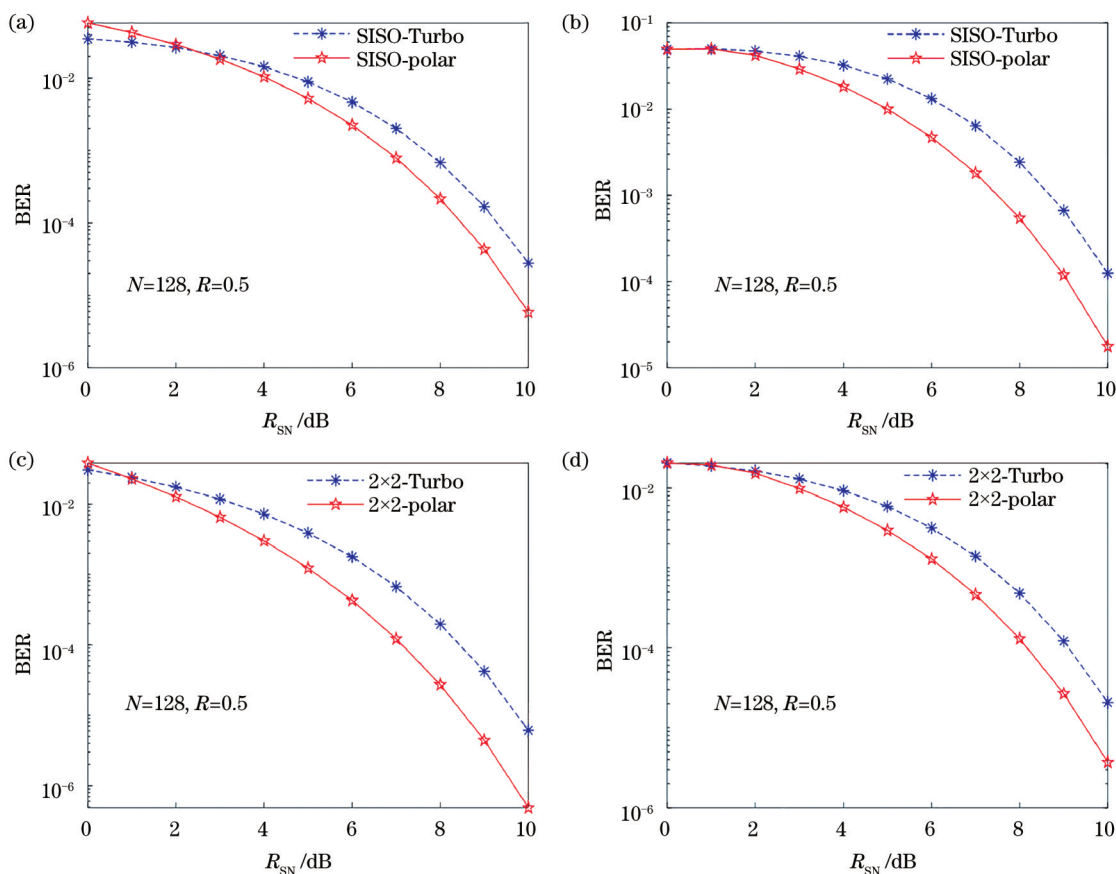 (a)
SISO-Turbo
SISO-polar
10⁻²
10⁻⁴
10⁻⁶
BER
N=128, R=0.5
0 2 4 6 8 10
R_SN /dB
(b)
SISO-Turbo
SISO-polar
10⁻¹
10⁻²
10⁻³
10⁻⁴
10⁻⁵
BER
N=128, R=0.5
0 2 4 6 8 10
R_SN /dB
(c)
2×2-Turbo
2×2-polar
10⁻²
10⁻⁴
10⁻⁶
BER
N=128, R=0.5
0 2 4 6 8 10
R_SN /dB
(d)
2×2-Turbo
2×2-polar
10⁻²
10⁻⁴
10⁻⁶
BER
N=128, R=0.5
0 2 4 6 8 10
R_SN /dB